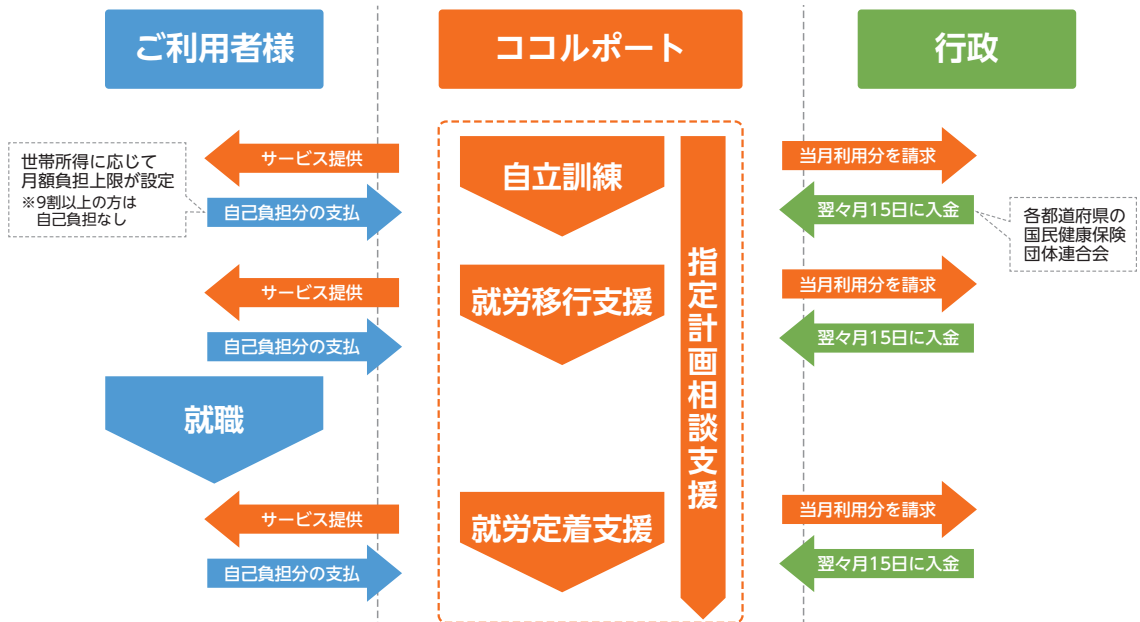 ご利用者様
ココルポート
行政
世帯所得に応じて
月額負担上限が設定
※9割以上の方は
自己負担なし
サービス提供
自己負担分の支払
自立訓練
当月利用分を請求
翌々月15日に入金
各都道府県の
国民健康保険
団体連合会
サービス提供
自己負担分の支払
就労移行支援
指定計画相談支援
当月利用分を請求
翌々月15日に入金
就職
サービス提供
自己負担分の支払
就労定着支援
当月利用分を請求
翌々月15日に入金